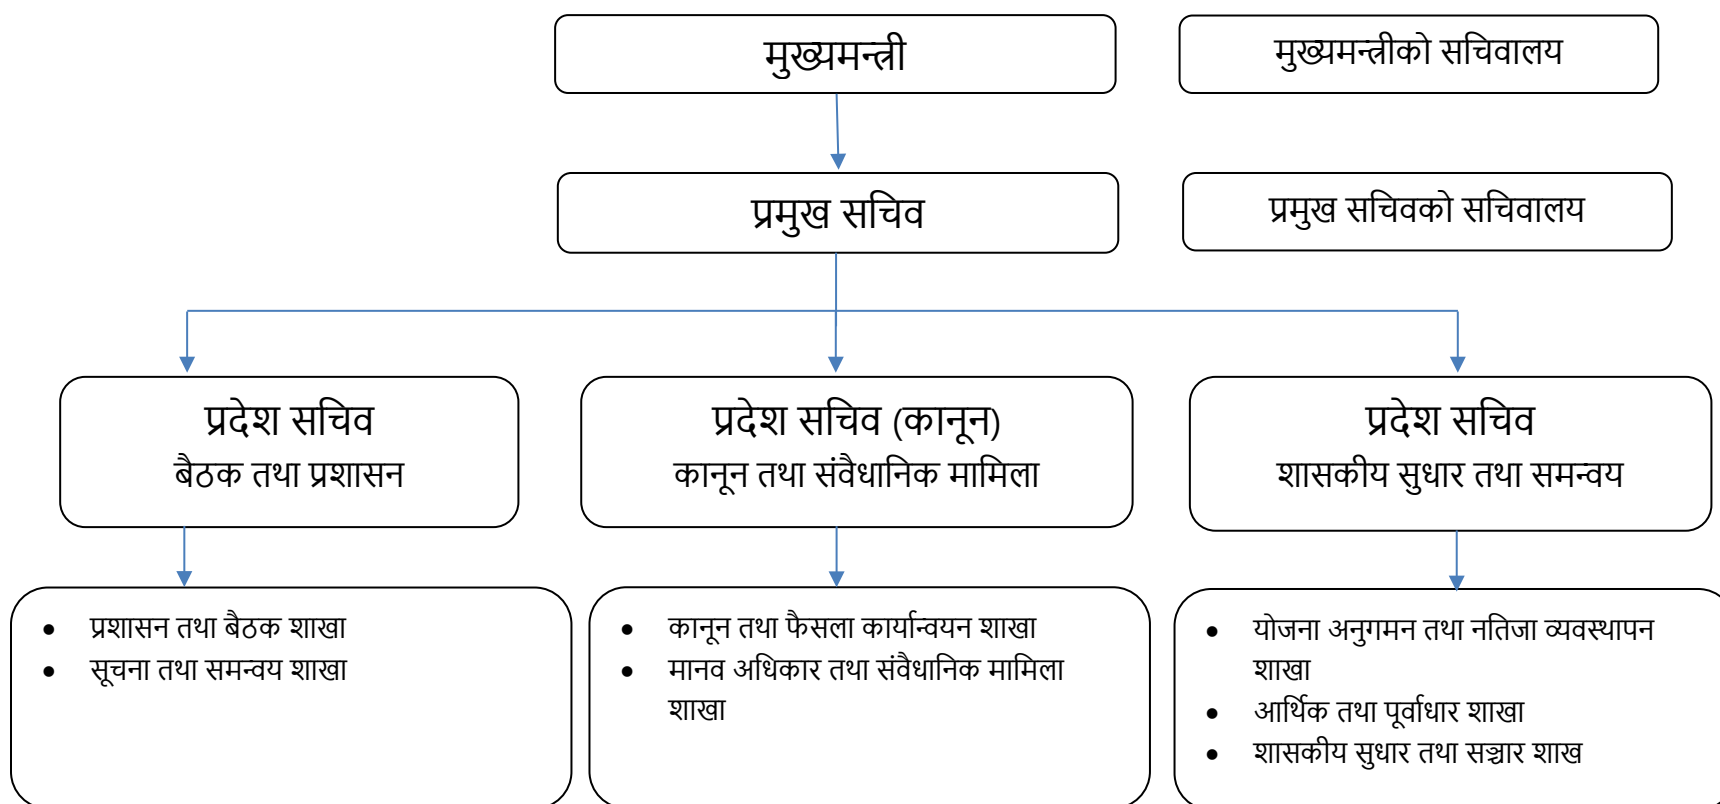 मुख्यमन्त्री
मुख्यमन्त्रीको सचिवालय
प्रमुख सचिव
प्रमुख सचिवको सचिवालय
प्रदेश सचिव
बैठक तथा प्रशासन
प्रदेश सचिव (कानून)
कानून तथा संवैधानिक मामिला
प्रदेश सचिव
शासकीय सुधार तथा समन्वय
• प्रशासन तथा बैठक शाखा
• सूचना तथा समन्वय शाखा
• कानून तथा फैसला कार्यान्वयन शाखा
• मानव अधिकार तथा संवैधानिक मामिला
शाखा
• योजना अनुगमन तथा नतिजा व्यवस्थापन
शाखा
• आर्थिक तथा पूर्वाधार शाखा
• शासकीय सुधार तथा सञ्चार शाख